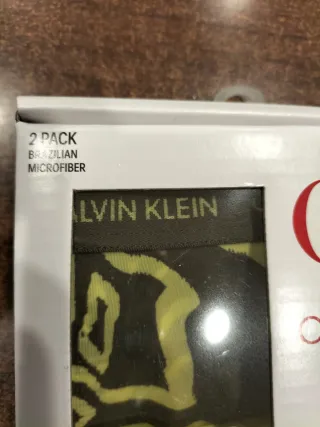 2 PACK
BRAZILIAN
MICROFIBER
ALVIN KLEIN